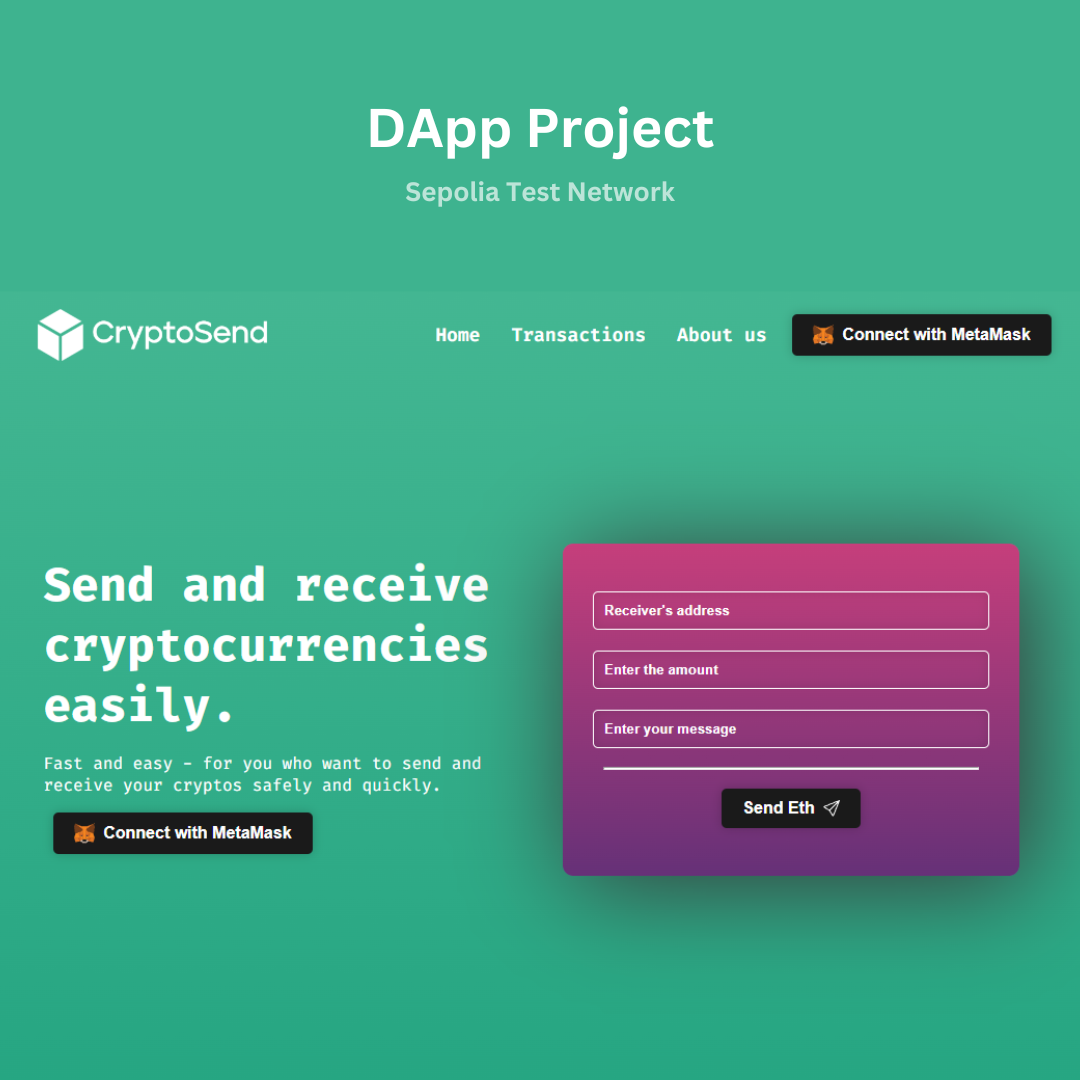 DApp Project
Sepolia Test Network
CryptoSend
Home
Transactions
About us
Connect with MetaMask
Send and receive
cryptocurrencies
easily.
Fast and easy - for you who want to send and
receive your cryptos safely and quickly.
Connect with MetaMask
Receiver's address
Enter the amount
Enter your message
Send Eth